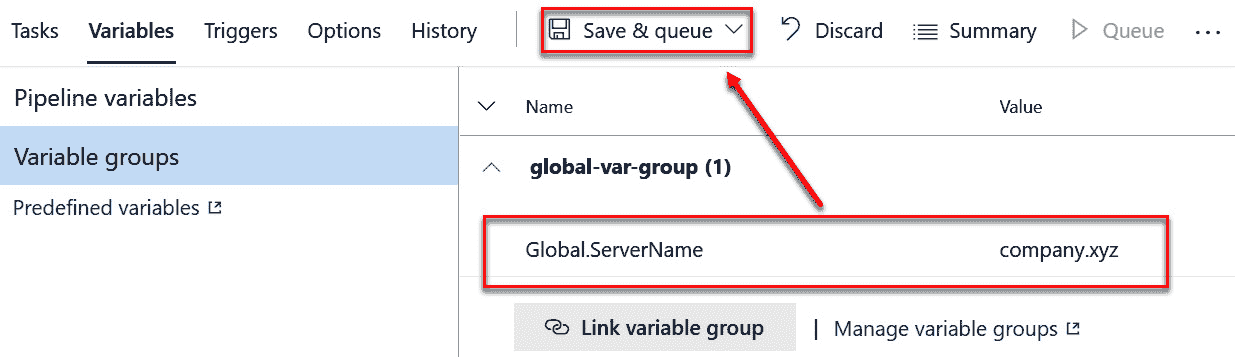 Tasks Variables Triggers Options History Save & queue Discard Summary Queue ...
Pipeline variables
Variable groups
Predefined variables
Name Value
global-var-group (1)
Global.ServerName company.xyz
Link variable group | Manage variable groups